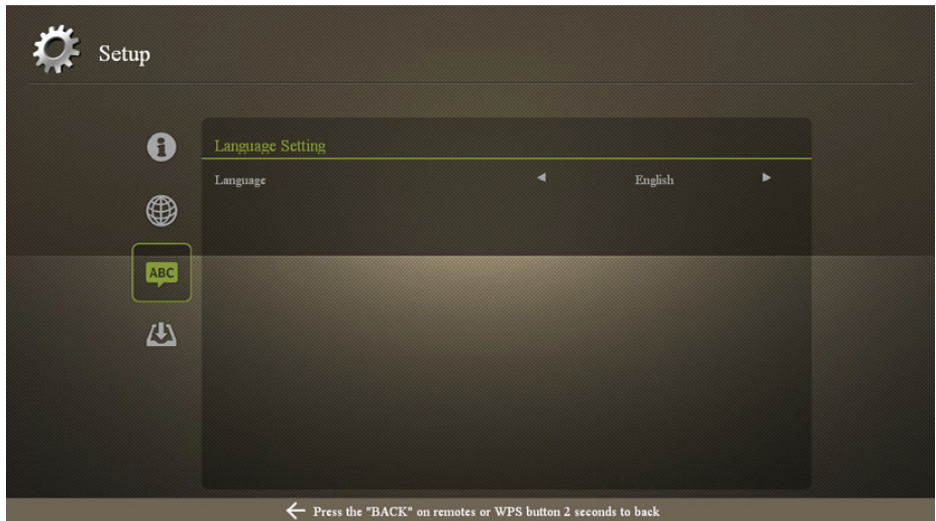 Setup
Language Setting
Language English
ABC
Press the "BACK" on remotes or WPS button 2 seconds to back